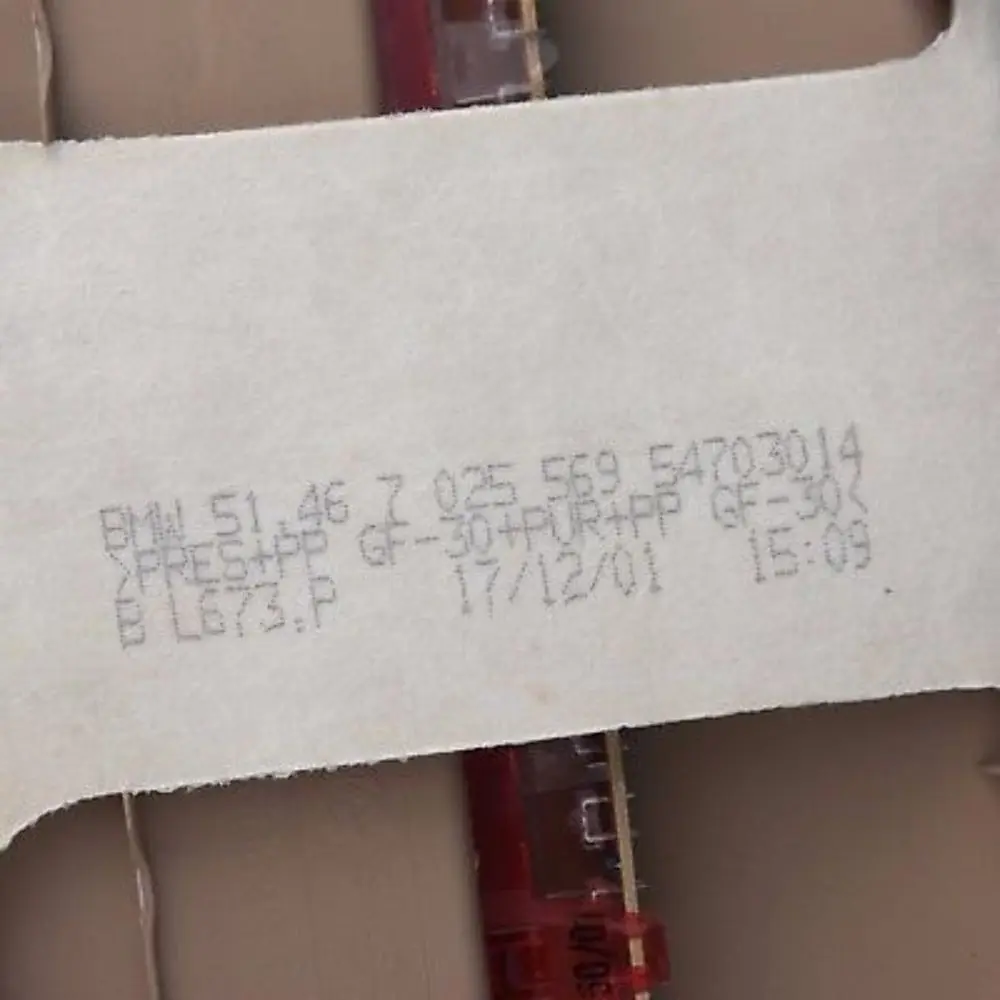 BMW 51.46 7 025 569 54703014
>PRES+PP GF-30+PUR+PP GF-30<
E L673.P 17/12/01 15:09